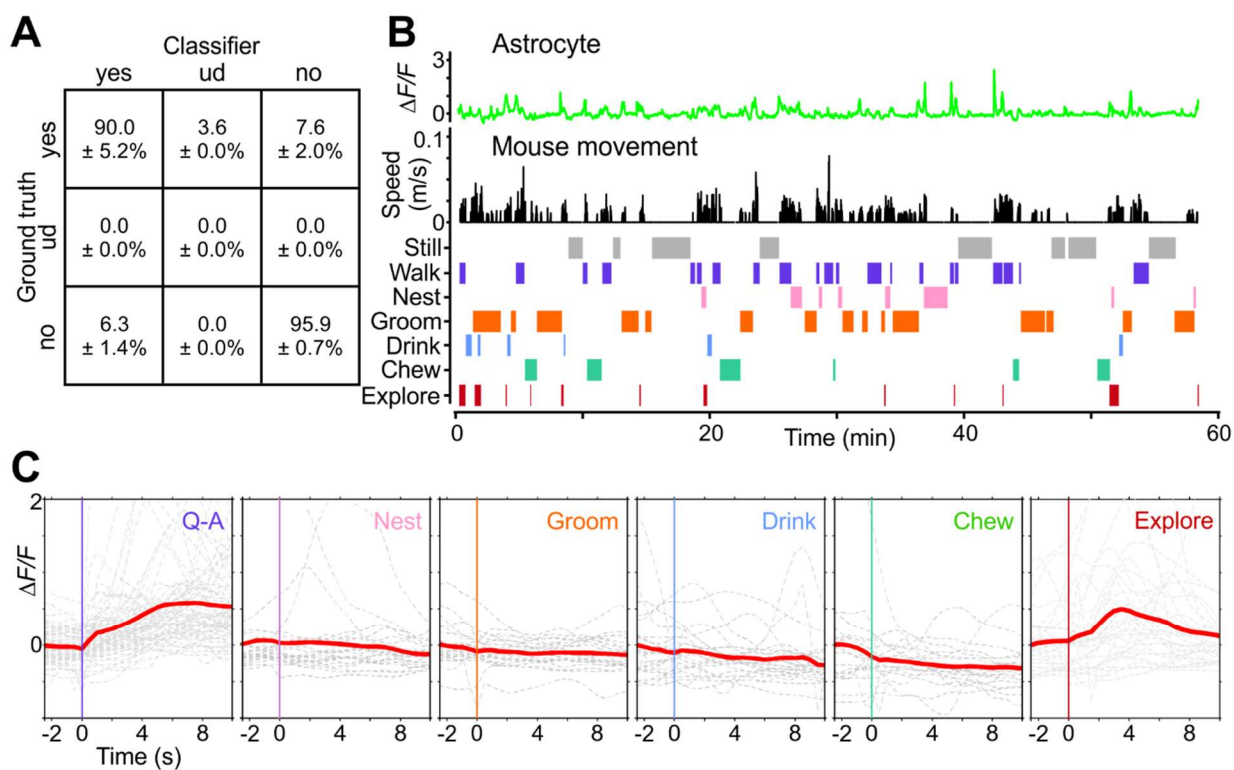 A
Classifier
yes ud no
Ground truth
yes ud no
90.0 3.6 7.6
± 5.2% ± 0.0% ± 2.0%
0.0 0.0 0.0
± 0.0% ± 0.0% ± 0.0%
6.3 0.0 95.9
± 1.4% ± 0.0% ± 0.7%
B
Astrocyte
ΔF/F
3
0
Mouse movement
Speed
(m/s)
0.1
0
Still
Walk
Nest
Groom
Drink
Chew
Explore
0 20 40 60
Time (min)
C
ΔF/F
2
0
Q-A Nest Groom Drink Chew Explore
-2 0 4 8 -2 0 4 8 -2 0 4 8 -2 0 4 8 -2 0 4 8 -2 0 4 8
Time (s)